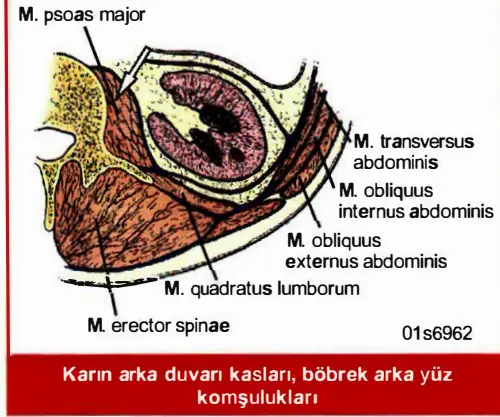 M. psoas major
M. transversus
abdominis
M. obliquus
internus abdominis
M. obliquus
externus abdominis
M. quadratus lumborum
M. erector spinae
01s6962
Karın arka duvarı kasları, böbrek arka yüz
komşulukları